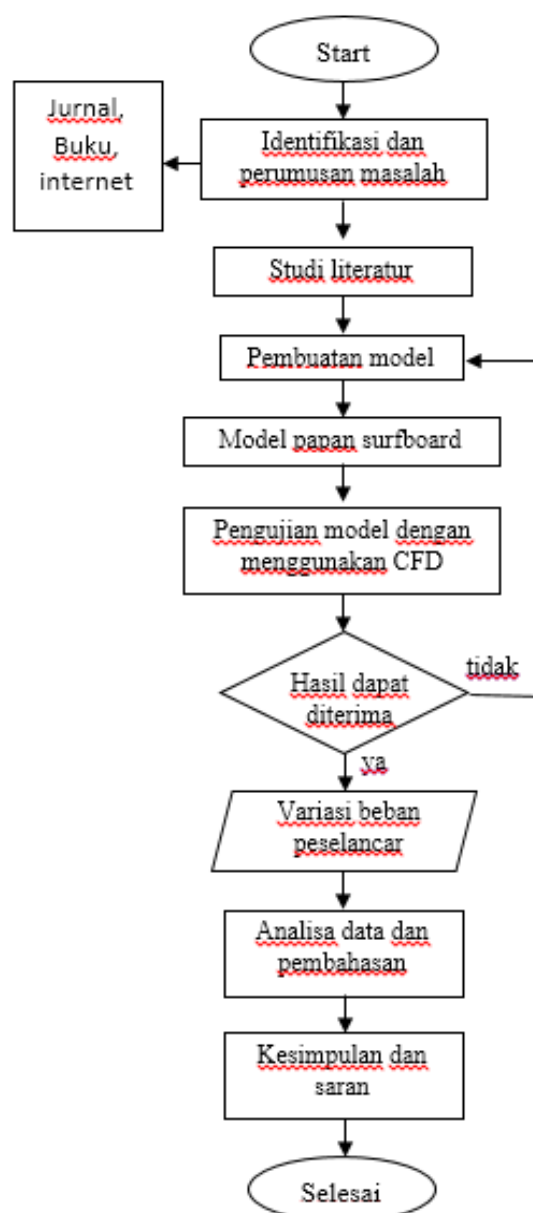 Start
Jurnal,
Buku,
internet
Identifikasi dan
perumusan masalah
Studi literatur
Pembuatan model
Model papan surfboard
Pengujian model dengan
menggunakan CFD
Hasil dapat
diterima
tidak
ya
Variasi beban
peselancar
Analisa data dan
pembahasan
Kesimpulan dan
saran
Selesai